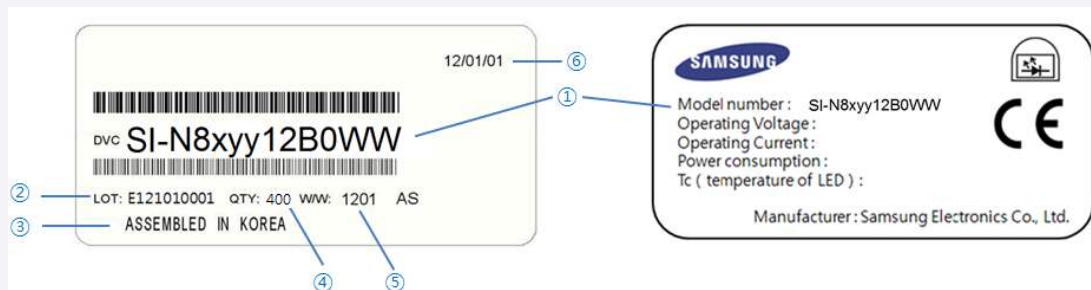 12/01/01
⑥
①
DVC SI-N8xyy12B0WW
②
LOT: E121010001 QTY: 400 W/W: 1201 AS
③
ASSEMBLED IN KOREA
④
⑤
SAMSUNG
Model number : SI-N8xyy12B0WW
Operating Voltage :
Operating Current :
Power consumption :
Tc ( temperature of LED ) :
CE
Manufacturer : Samsung Electronics Co., Ltd.